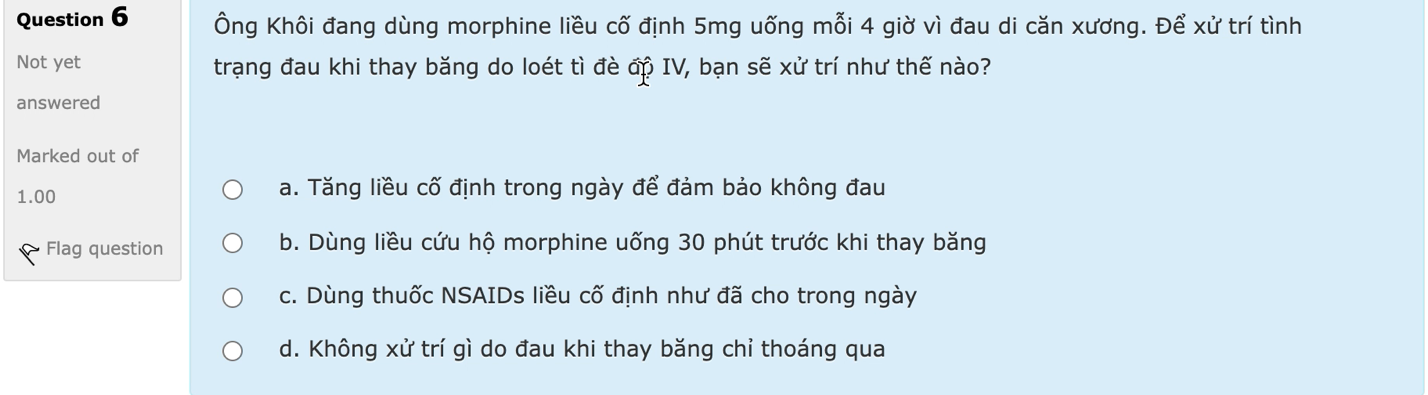 Question 6
Not yet
answered
Marked out of
1.00
Flag question
Ông Khôi đang dùng morphine liều cố định 5mg uống mỗi 4 giờ vì đau di căn xương. Để xử trí tình
trạng đau khi thay băng do loét tì đè độ IV, bạn sẽ xử trí như thế nào?
a. Tăng liều cố định trong ngày để đảm bảo không đau
b. Dùng liều cứu hộ morphine uống 30 phút trước khi thay băng
c. Dùng thuốc NSAIDs liều cố định như đã cho trong ngày
d. Không xử trí gì do đau khi thay băng chỉ thoáng qua